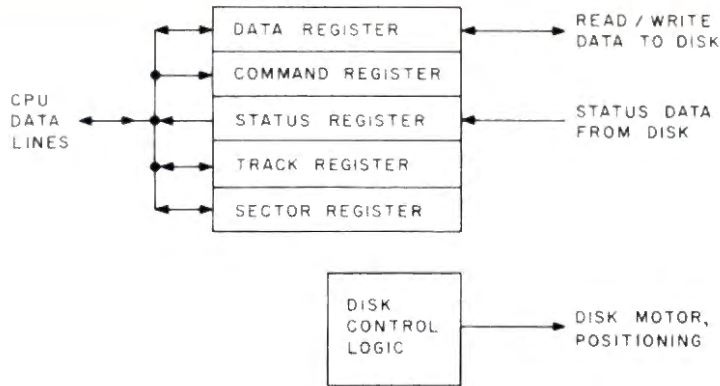 DATA REGISTER
READ / WRITE
DATA TO DISK
COMMAND REGISTER
CPU
DATA
LINES
STATUS REGISTER
STATUS DATA
FROM DISK
TRACK REGISTER
SECTOR REGISTER
DISK
CONTROL
LOGIC
DISK MOTOR,
POSITIONING